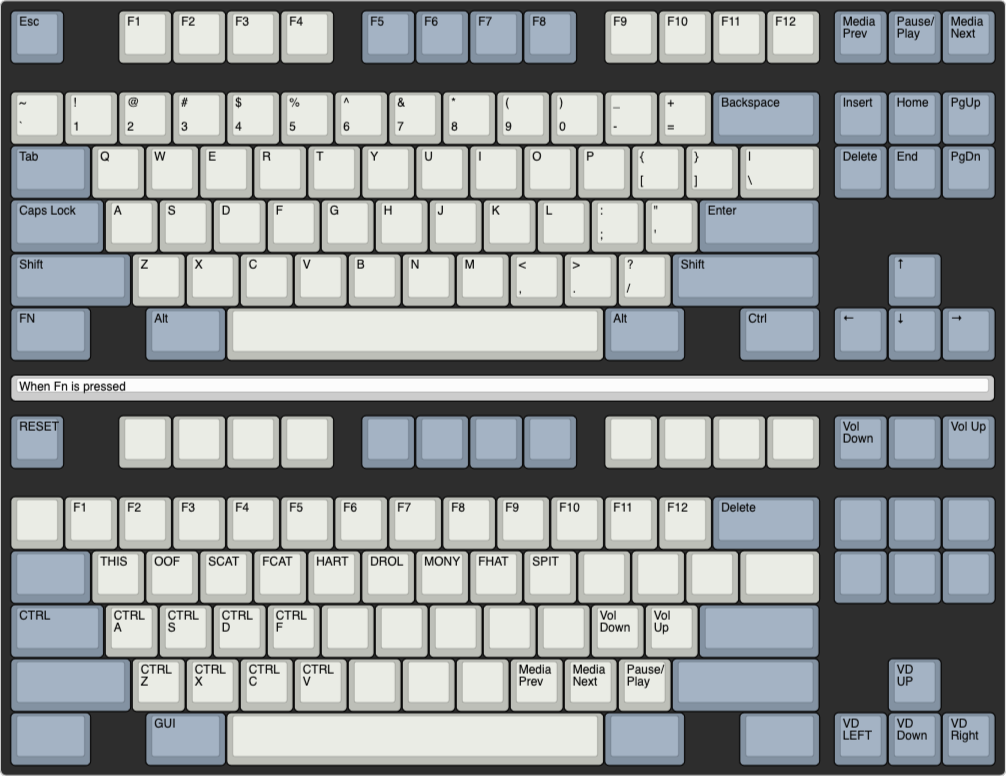 Esc F1 F2 F3 F4 F5 F6 F7 F8 F9 F10 F11 F12 Media Pause/ Media
Prev Play Next
~ ! @ # $ % ^ & * ( ) _ + Backspace Insert Home PgUp
` 1 2 3 4 5 6 7 8 9 0 - =
Tab Q W E R T Y U I O P { } | Delete End PgDn
[ ] \
Caps Lock A S D F G H J K L : " Enter
; '
Shift Z X C V B N M < > ? Shift ↑
, . /
FN Alt Alt Ctrl ← ↓ →
When Fn is pressed
RESET Vol Vol Up
Down
F1 F2 F3 F4 F5 F6 F7 F8 F9 F10 F11 F12 Delete
THIS OOF SCAT FCAT HART DROL MONY FHAT SPIT
CTRL CTRL CTRL CTRL CTRL Vol Vol
A S D F Down Up
CTRL CTRL CTRL CTRL Media Media Pause/ VD
Z X C V Prev Next Play UP
GUI VD VD VD
LEFT Down Right